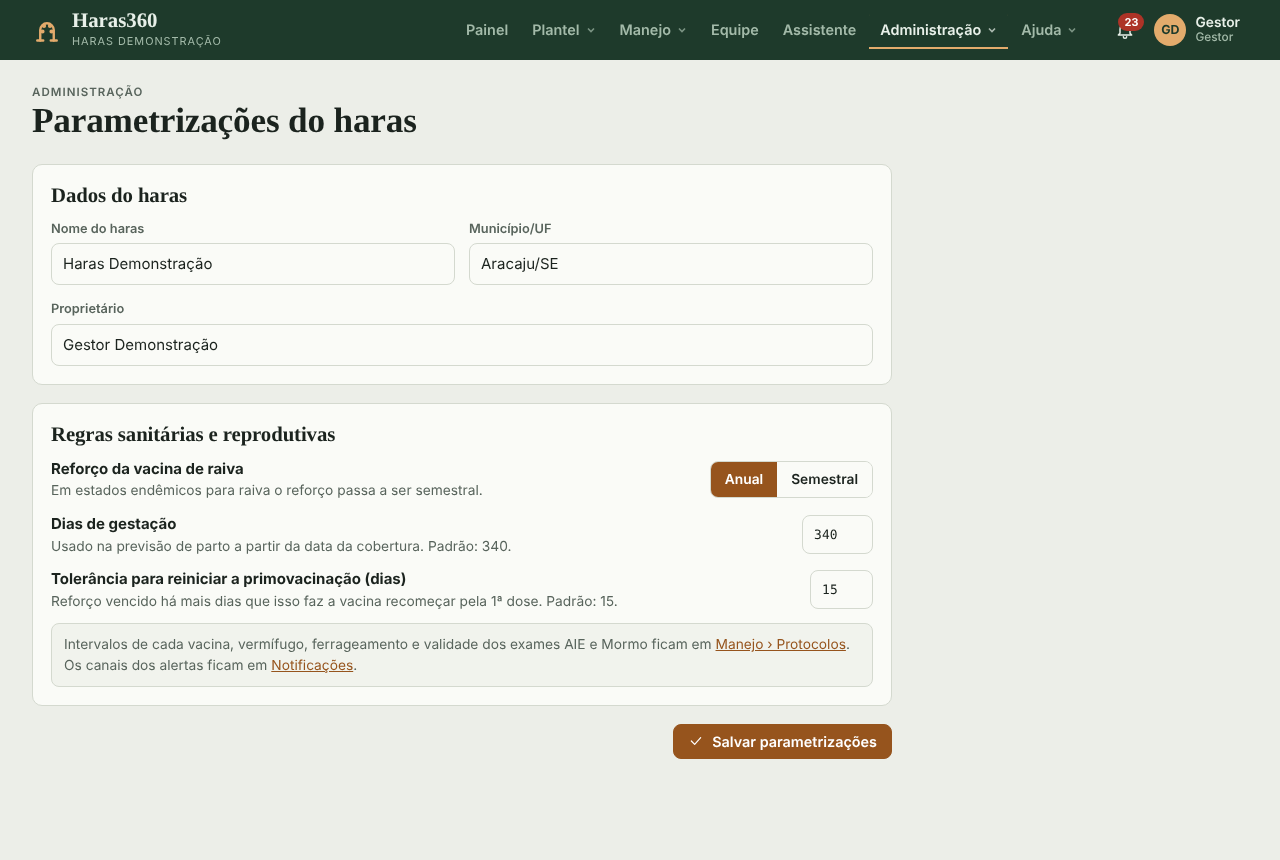 Haras360
HARAS DEMONSTRAÇÃO
Painel
Plantel
Manejo
Equipe
Assistente
Administração
Ajuda
23
GD
Gestor
Gestor
ADMINISTRAÇÃO
Parametrizações do haras
Dados do haras
Nome do haras
Município/UF
Haras Demonstração
Aracaju/SE
Proprietário
Gestor Demonstração
Regras sanitárias e reprodutivas
Reforço da vacina de raiva
Em estados endêmicos para raiva o reforço passa a ser semestral.
Anual
Semestral
Dias de gestação
Usado na previsão de parto a partir da data da cobertura. Padrão: 340.
340
Tolerância para reiniciar a primovacinação (dias)
Reforço vencido há mais dias que isso faz a vacina recomeçar pela 1ª dose. Padrão: 15.
15
Intervalos de cada vacina, vermífugo, ferrageamento e validade dos exames AIE e Mormo ficam em Manejo › Protocolos.
Os canais dos alertas ficam em Notificações.
Salvar parametrizações